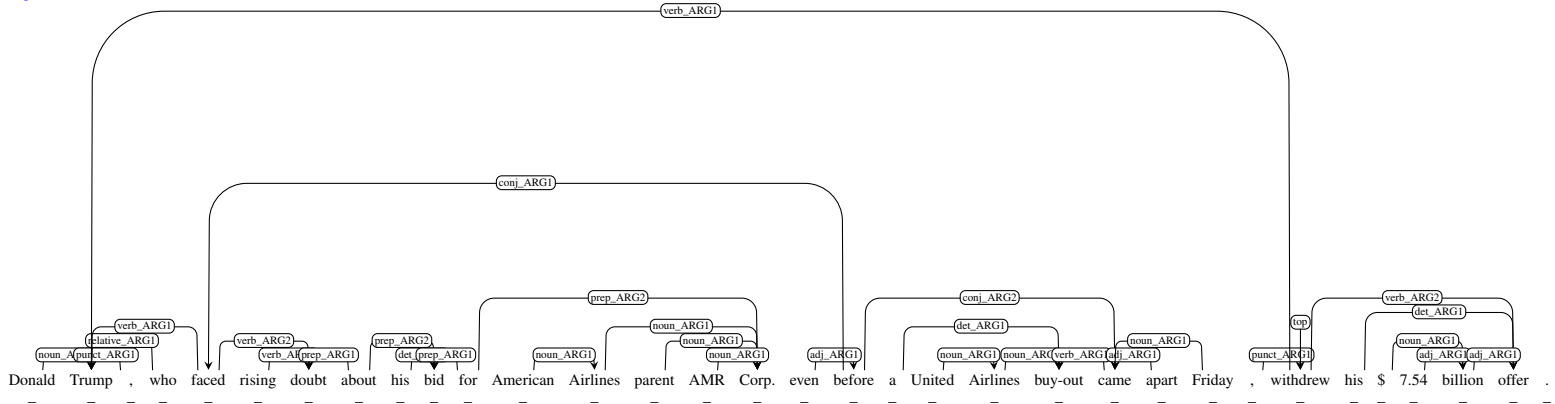 verb_ARG1
conj_ARG1
prep_ARG2 conj_ARG2 verb_ARG2
verb_ARG1 noun_ARG1 det_ARG1 top det_ARG1
relative_ARG1 verb_ARG2 prep_ARG2 noun_ARG1 noun_ARG1 noun_ARG1
punct_ARG1 prep_ARG1 prep_ARG1 noun_ARG1 noun_ARG1 adj_ARG1 noun_ARG1 verb_ARG1 adj_ARG1 punct_ARG1 adj_ARG1 adj_ARG1
Donald Trump , who faced rising doubt about his bid for American Airlines parent AMR Corp. even before a United Airlines buy-out came apart Friday , withdrew his $ 7.54 billion offer .